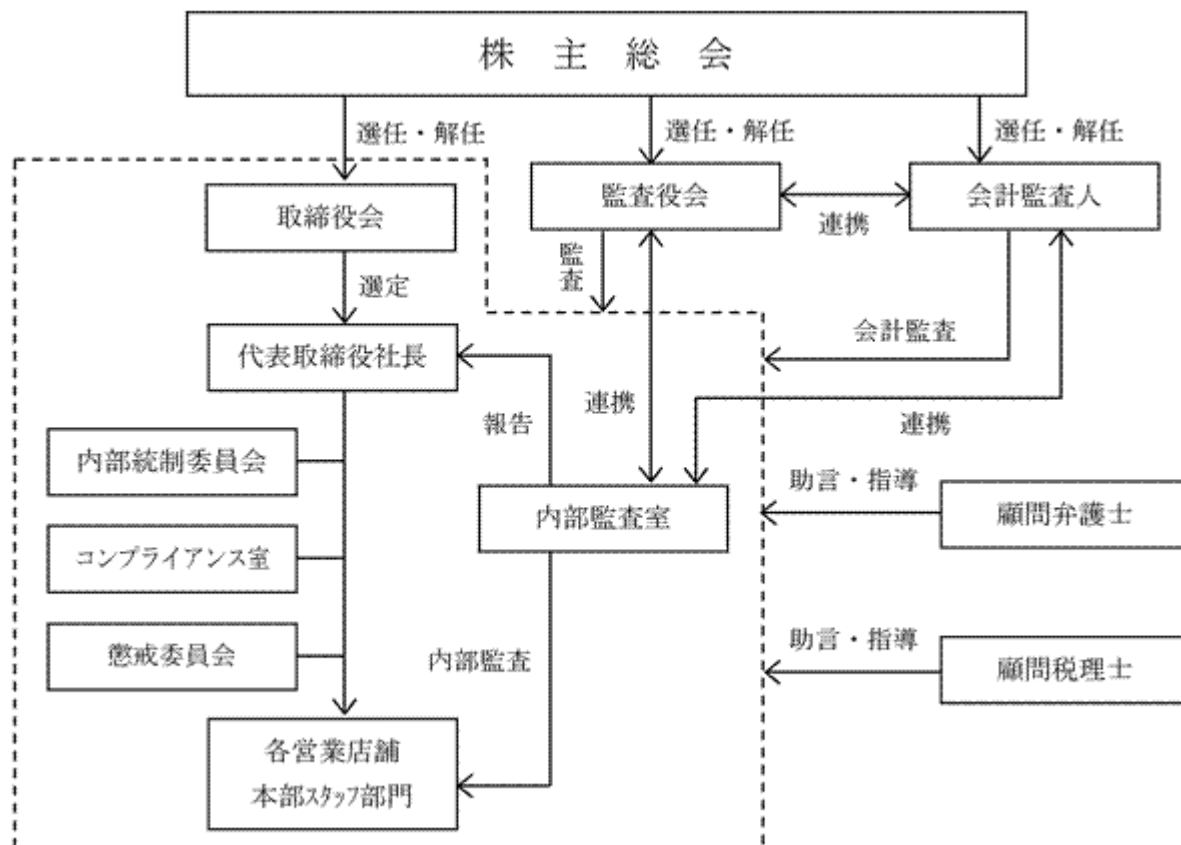 株主総会
選任・解任
選任・解任
選任・解任
取締役会
監査役会
会計監査人
連携
監査
選定
代表取締役社長
会計監査
報告
連携
連携
内部統制委員会
内部監査室
助言・指導
顧問弁護士
コンプライアンス室
懲戒委員会
内部監査
助言・指導
顧問税理士
各営業店舗
本部スタッフ部門